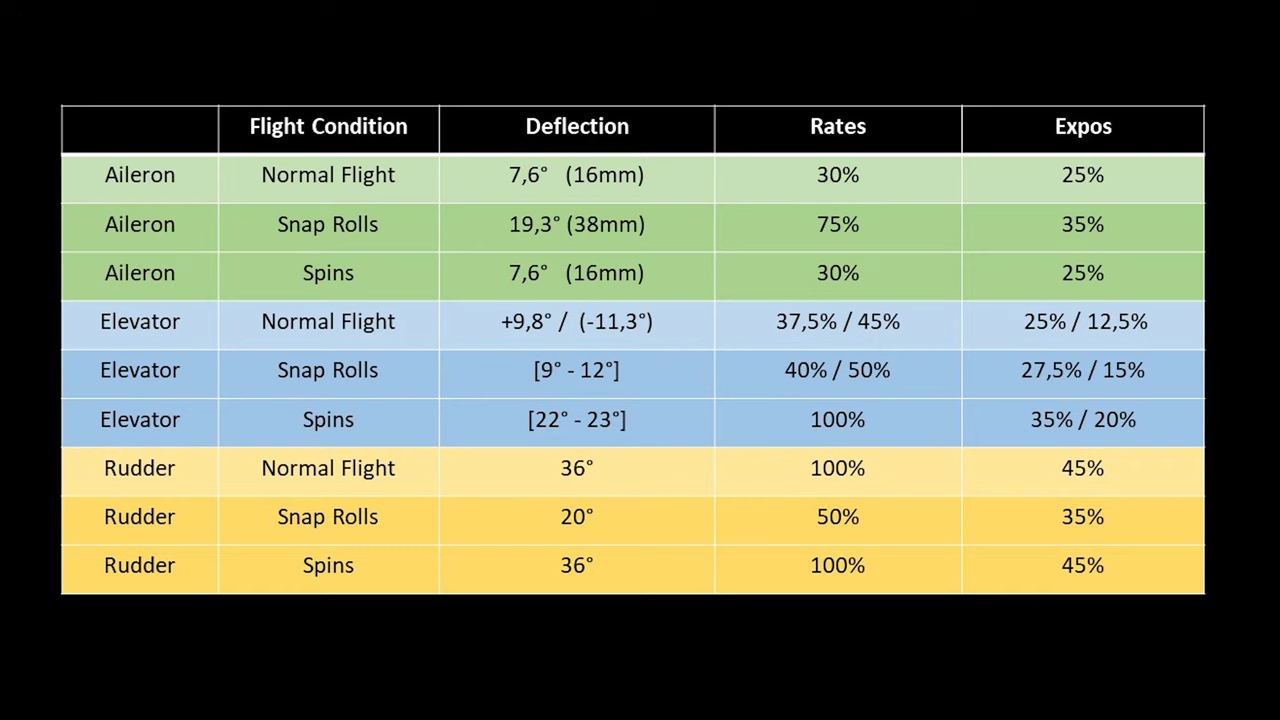 Flight Condition Deflection Rates Expos
Aileron Normal Flight 7,6° (16mm) 30% 25%
Aileron Snap Rolls 19,3° (38mm) 75% 35%
Aileron Spins 7,6° (16mm) 30% 25%
Elevator Normal Flight +9,8° / (-11,3°) 37,5% / 45% 25% / 12,5%
Elevator Snap Rolls [9° - 12°] 40% / 50% 27,5% / 15%
Elevator Spins [22° - 23°] 100% 35% / 20%
Rudder Normal Flight 36° 100% 45%
Rudder Snap Rolls 20° 50% 35%
Rudder Spins 36° 100% 45%